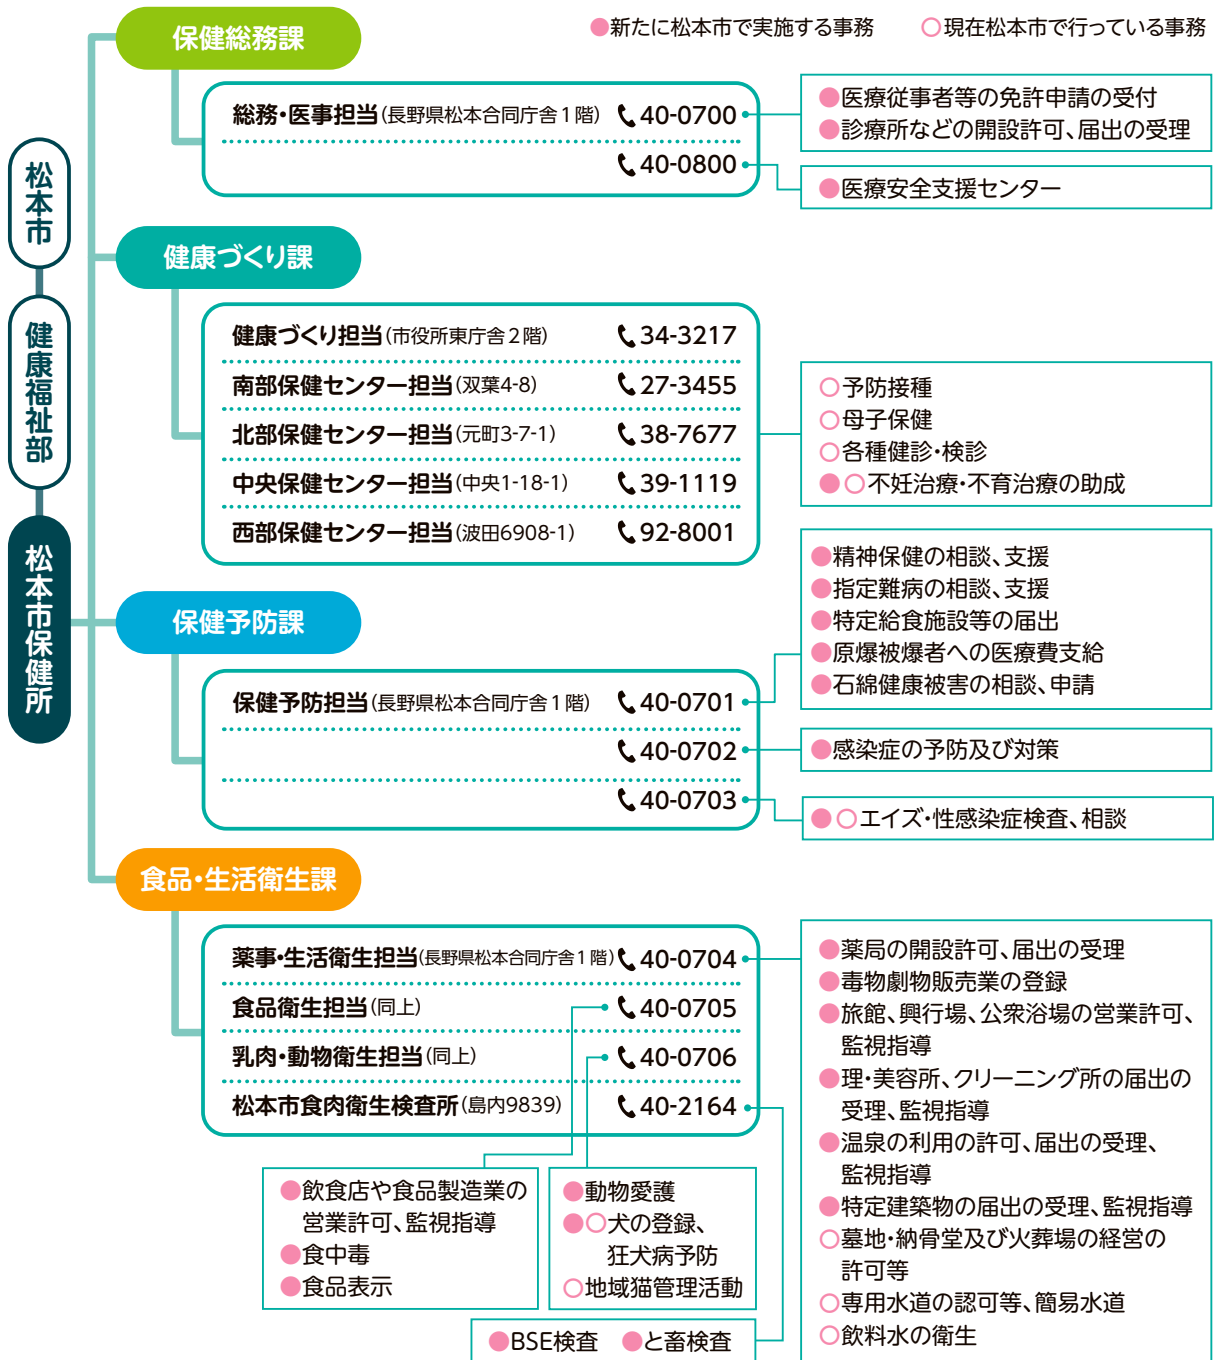 ●新たに松本市で実施する事務 ○現在松本市で行っている事務
松本市
健康福祉部
松本市保健所
保健総務課
総務・医事担当(長野県松本合同庁舎1階) 40-0700
●医療従事者等の免許申請の受付
●診療所などの開設許可、届出の受理
40-0800
●医療安全支援センター
健康づくり課
健康づくり担当(市役所東庁舎2階) 34-3217
南部保健センター担当(双葉4-8) 27-3455
北部保健センター担当(元町3-7-1) 38-7677
中央保健センター担当(中央1-18-1) 39-1119
西部保健センター担当(波田6908-1) 92-8001
○予防接種
○母子保健
○各種健診・検診
●○不妊治療・不育治療の助成
保健予防課
保健予防担当(長野県松本合同庁舎1階) 40-0701
●精神保健の相談、支援
●指定難病の相談、支援
●特定給食施設等の届出
●原爆被爆者への医療費支給
●石綿健康被害の相談、申請
40-0702
●感染症の予防及び対策
40-0703
●○エイズ・性感染症検査、相談
食品・生活衛生課
薬事・生活衛生担当(長野県松本合同庁舎1階) 40-0704
食品衛生担当(同上) 40-0705
乳肉・動物衛生担当(同上) 40-0706
松本市食肉衛生検査所(島内9839) 40-2164
●薬局の開設許可、届出の受理
●毒物劇物販売業の登録
●旅館、興行場、公衆浴場の営業許可、
監視指導
●理・美容所、クリーニング所の届出の
受理、監視指導
●温泉の利用の許可、届出の受理、
監視指導
●特定建築物の届出の受理、監視指導
○墓地・納骨堂及び火葬場の経営の
許可等
○専用水道の認可等、簡易水道
○飲料水の衛生
●飲食店や食品製造業の
営業許可、監視指導
●食中毒
●食品表示
●動物愛護
●○犬の登録、
狂犬病予防
○地域猫管理活動
●BSE検査 ●と畜検査